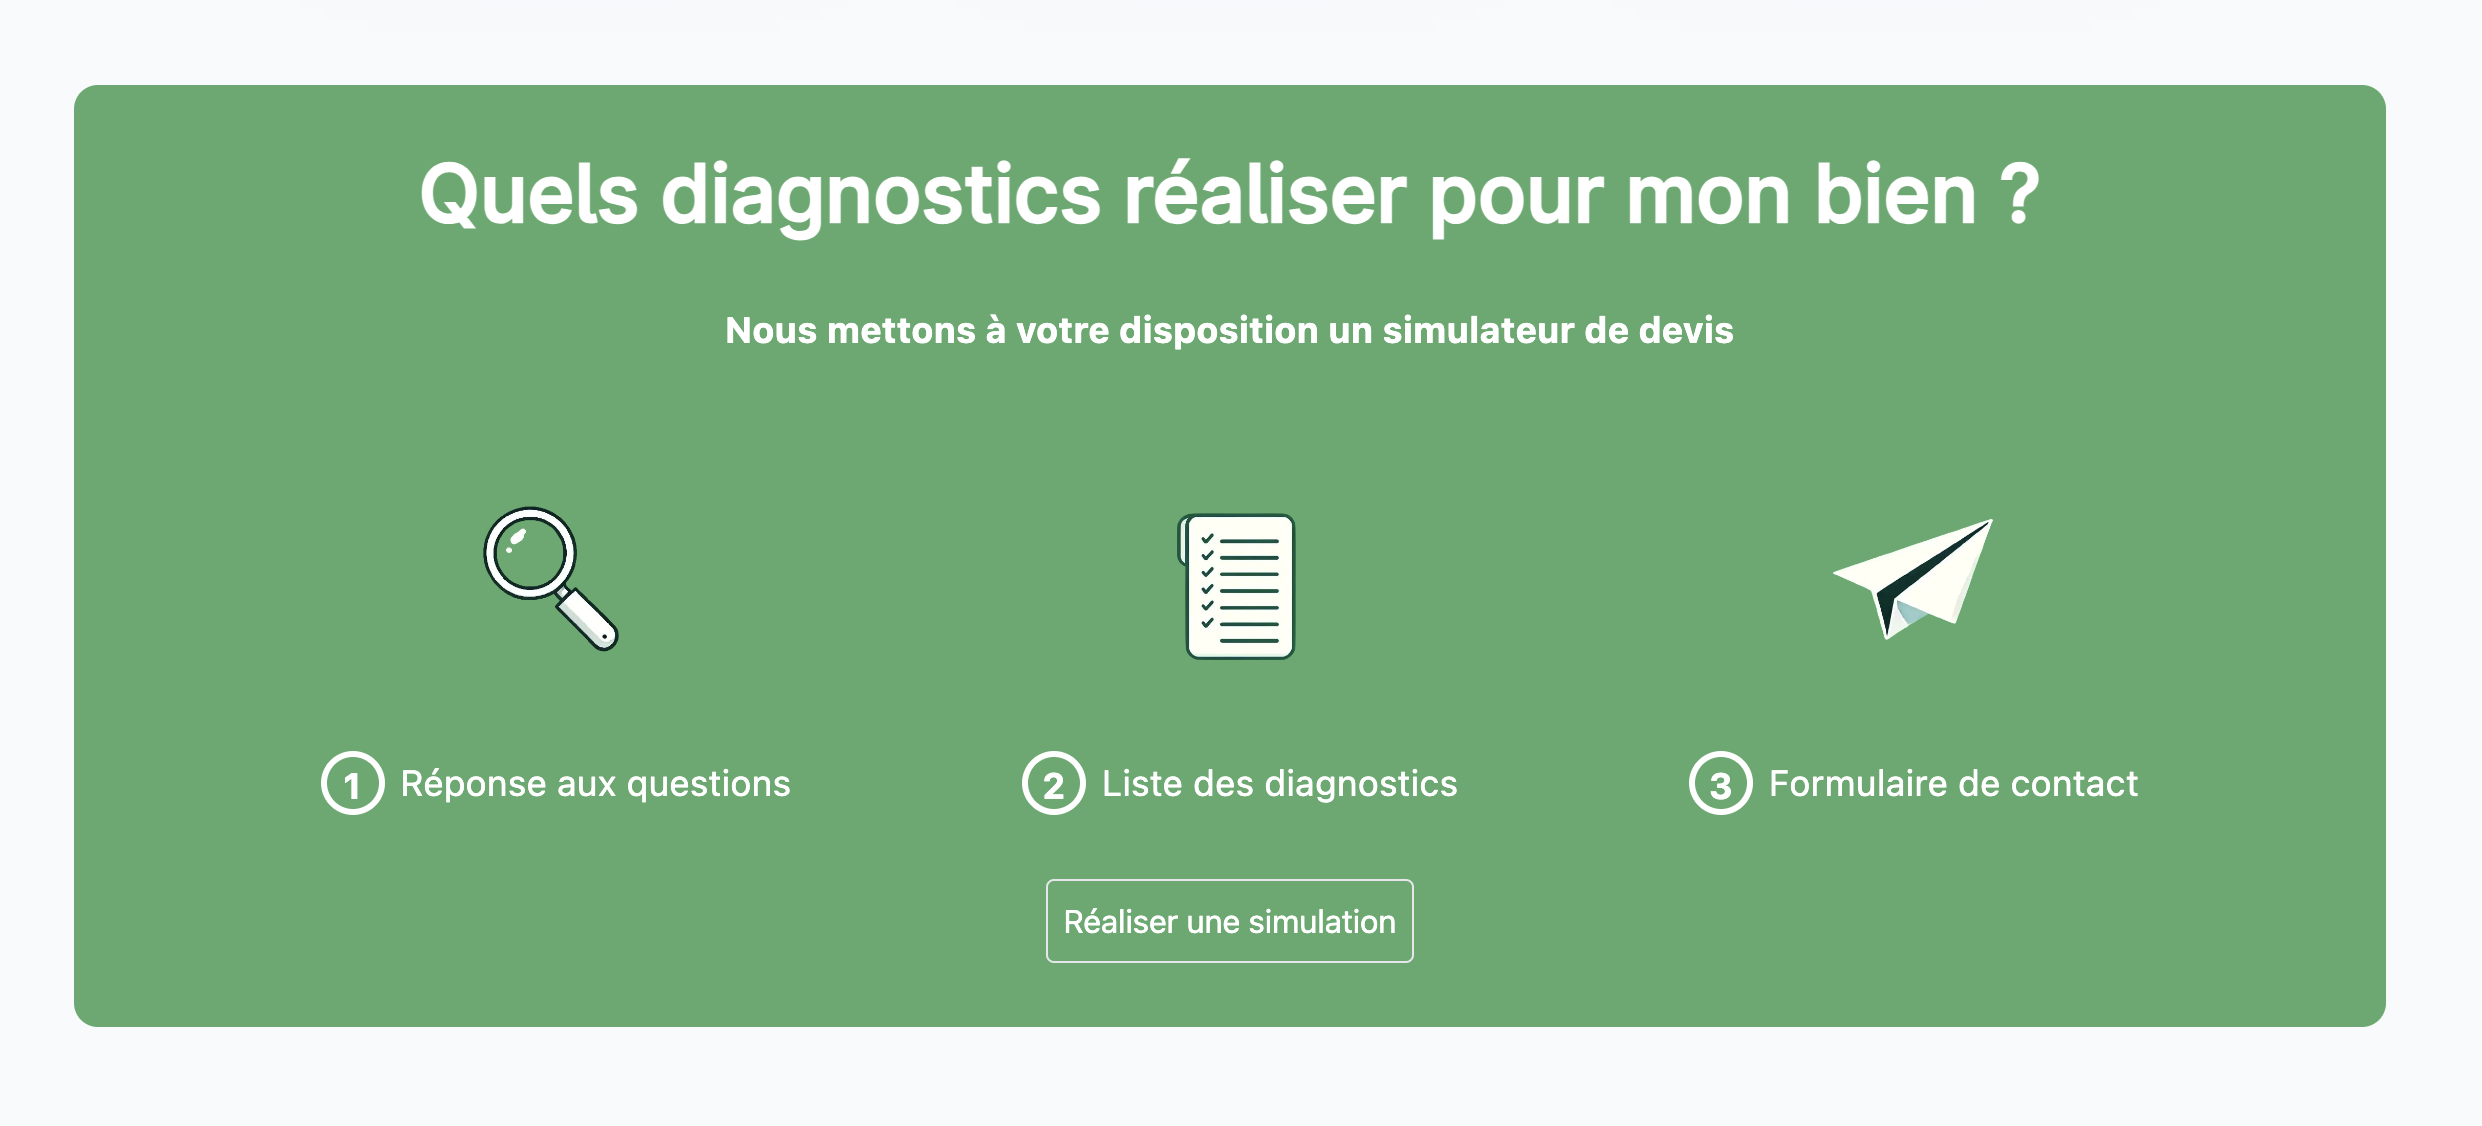 Quels diagnostics réaliser pour mon bien ?
Nous mettons à votre disposition un simulateur de devis
1 Réponse aux questions
2 Liste des diagnostics
3 Formulaire de contact
Réaliser une simulation